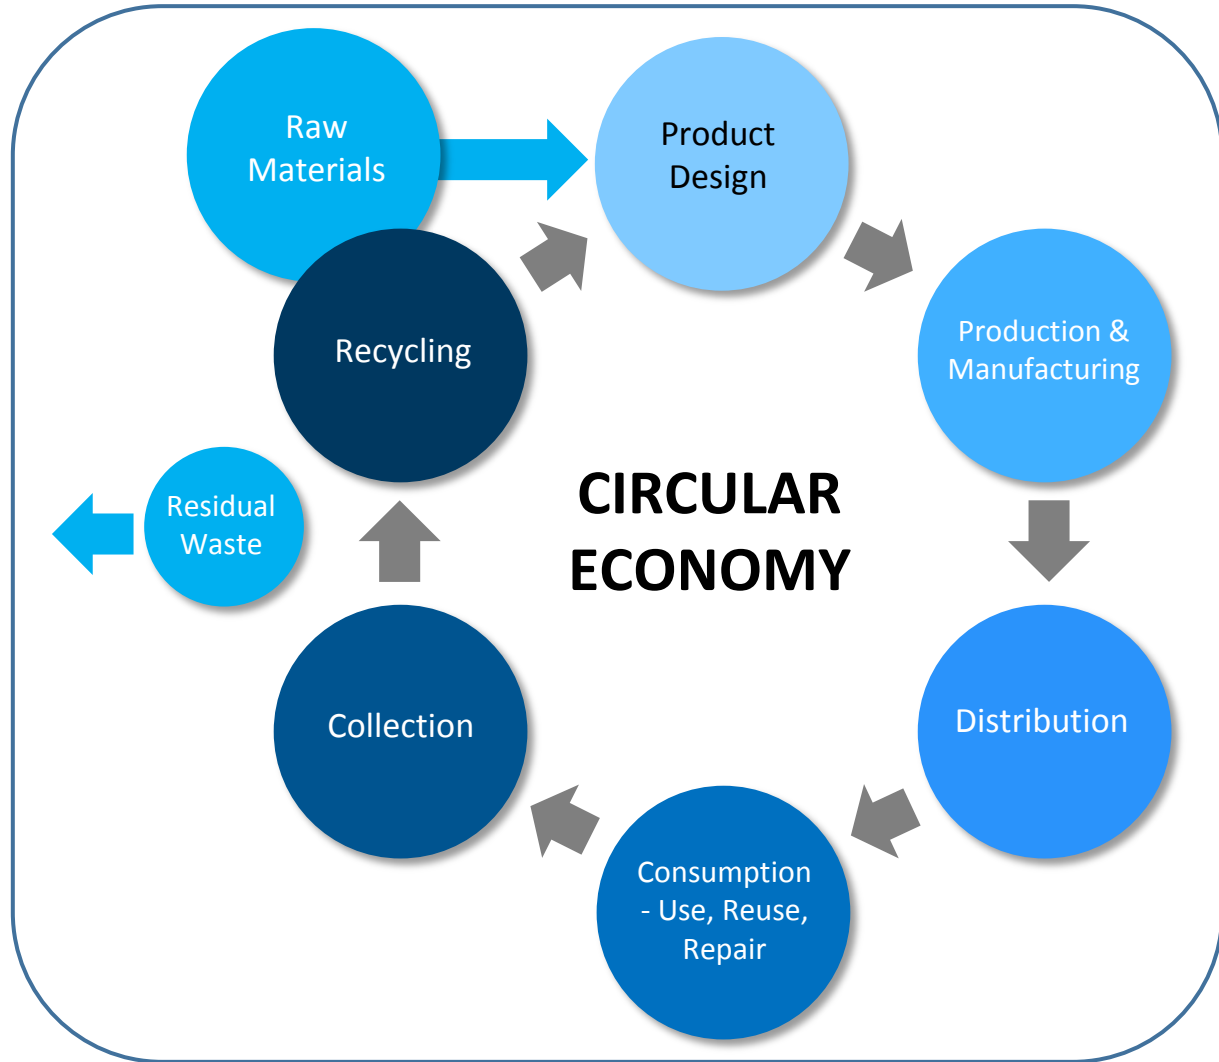 Raw
Materials
Product
Design
Production &
Manufacturing
Distribution
Consumption
- Use, Reuse,
Repair
Collection
Recycling
Residual
Waste
CIRCULAR
ECONOMY